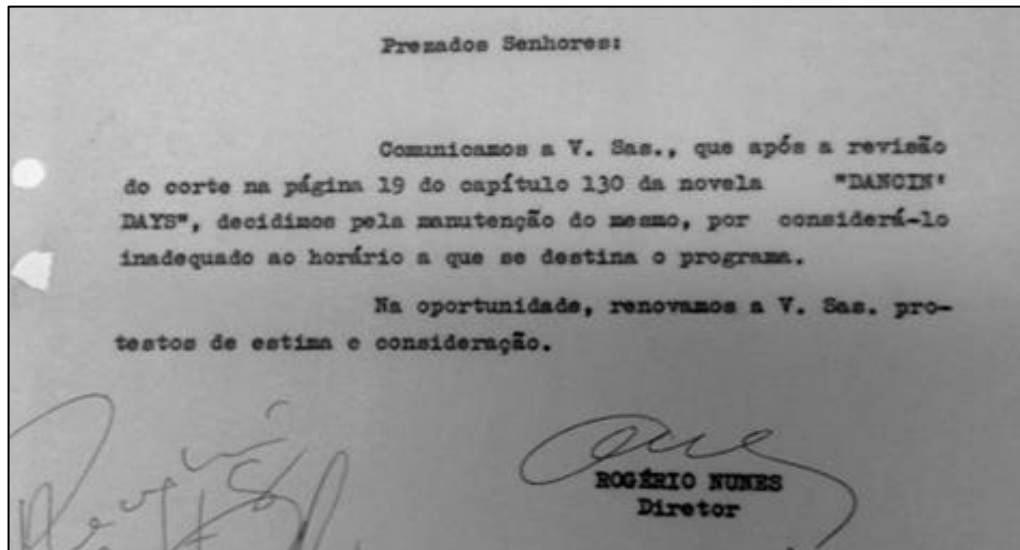 Prezados Senhores:
Comunicamos a V. Sas., que após a revisão
do corte na página 19 do capítulo 130 da novela "DANCIN'
DAYS", decidimos pela manutenção do mesmo, por considerá-lo
inadequado ao horário a que se destina o programa.
Na oportunidade, renovamos a V. Sas. pro-
testos de estima e consideração.
ROGÉRIO NUNES
Diretor